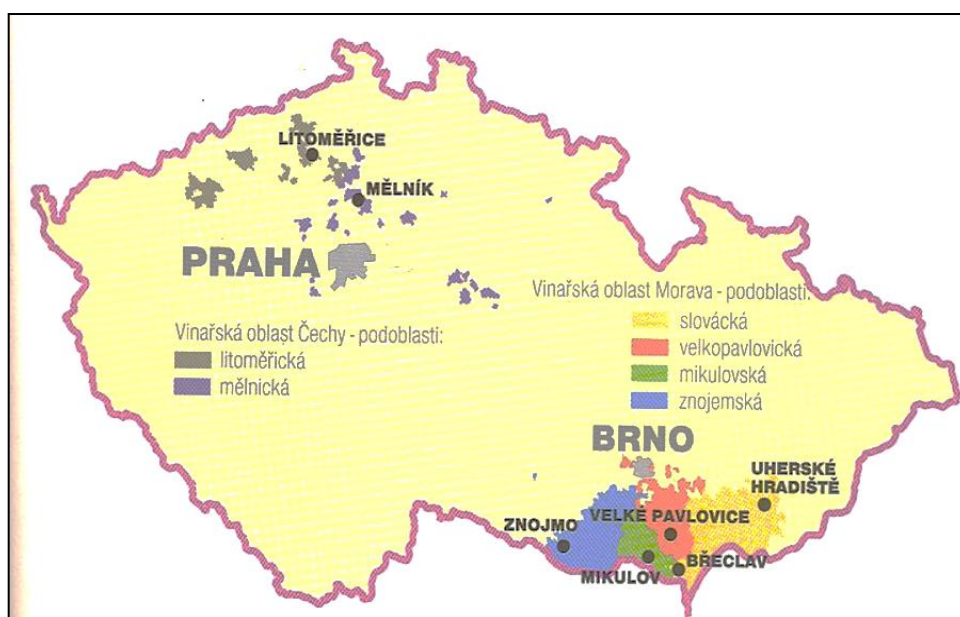 LITOMĚŘICE
MĚLNÍK
PRAHA
Vinařská oblast Čechy - podoblasti:
litoměřická
mělnická
Vinařská oblast Morava - podoblasti:
slovácká
velkopavlovická
mikulovská
znojemská
BRNO
UHERSKÉ
HRADIŠTĚ
ZNOJMO
VELKÉ PAVLOVICE
MIKULOV
BŘECLAV